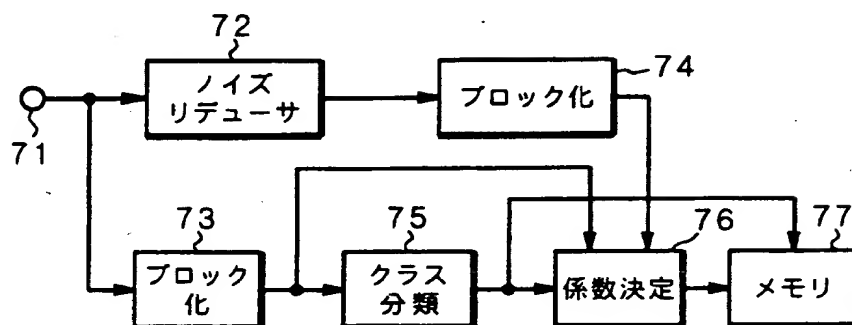 72
ノイズ
リデューサ
74
ブロック化
71
73
ブロック
化
75
クラス
分類
76
係数決定
77
メモリ